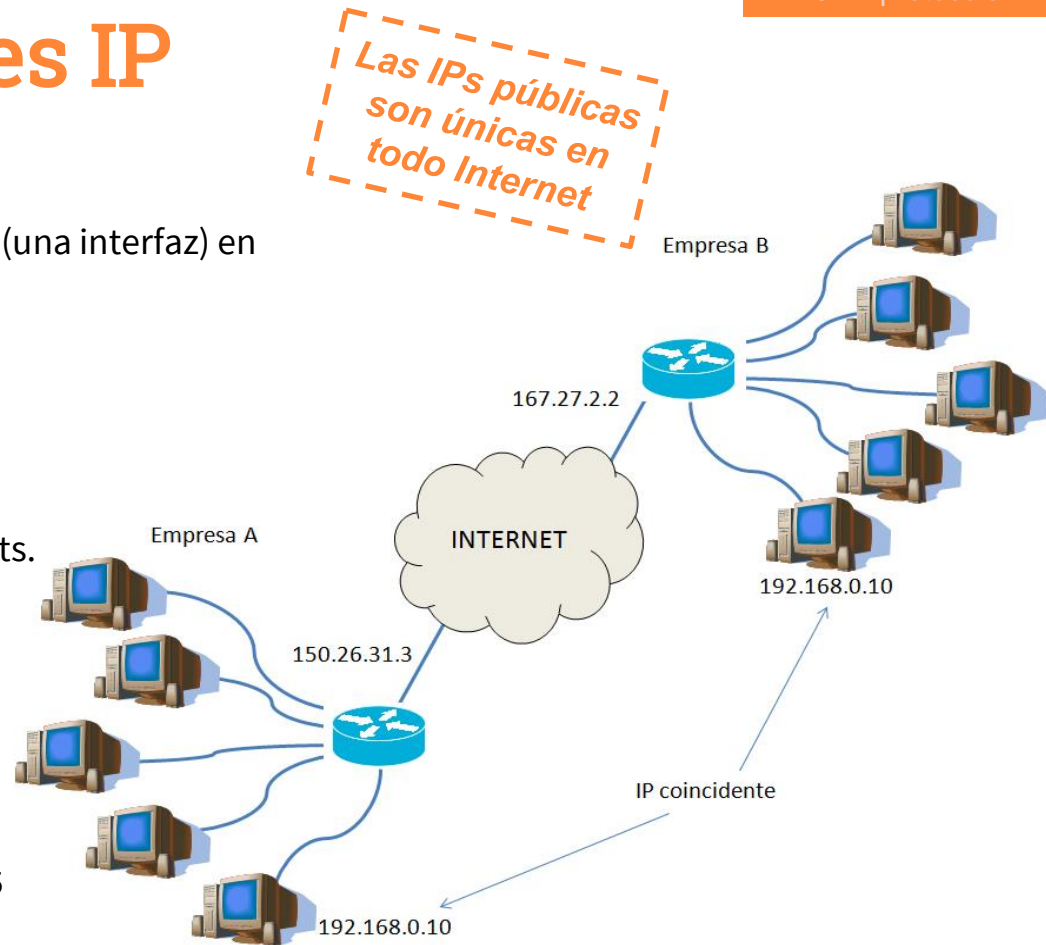 es IP
Las IPs públicas
son únicas en
todo Internet
(una interfaz) en
Empresa B
167.27.2.2
INTERNET
192.168.0.10
ts.
Empresa A
150.26.31.3
IP coincidente
192.168.0.10